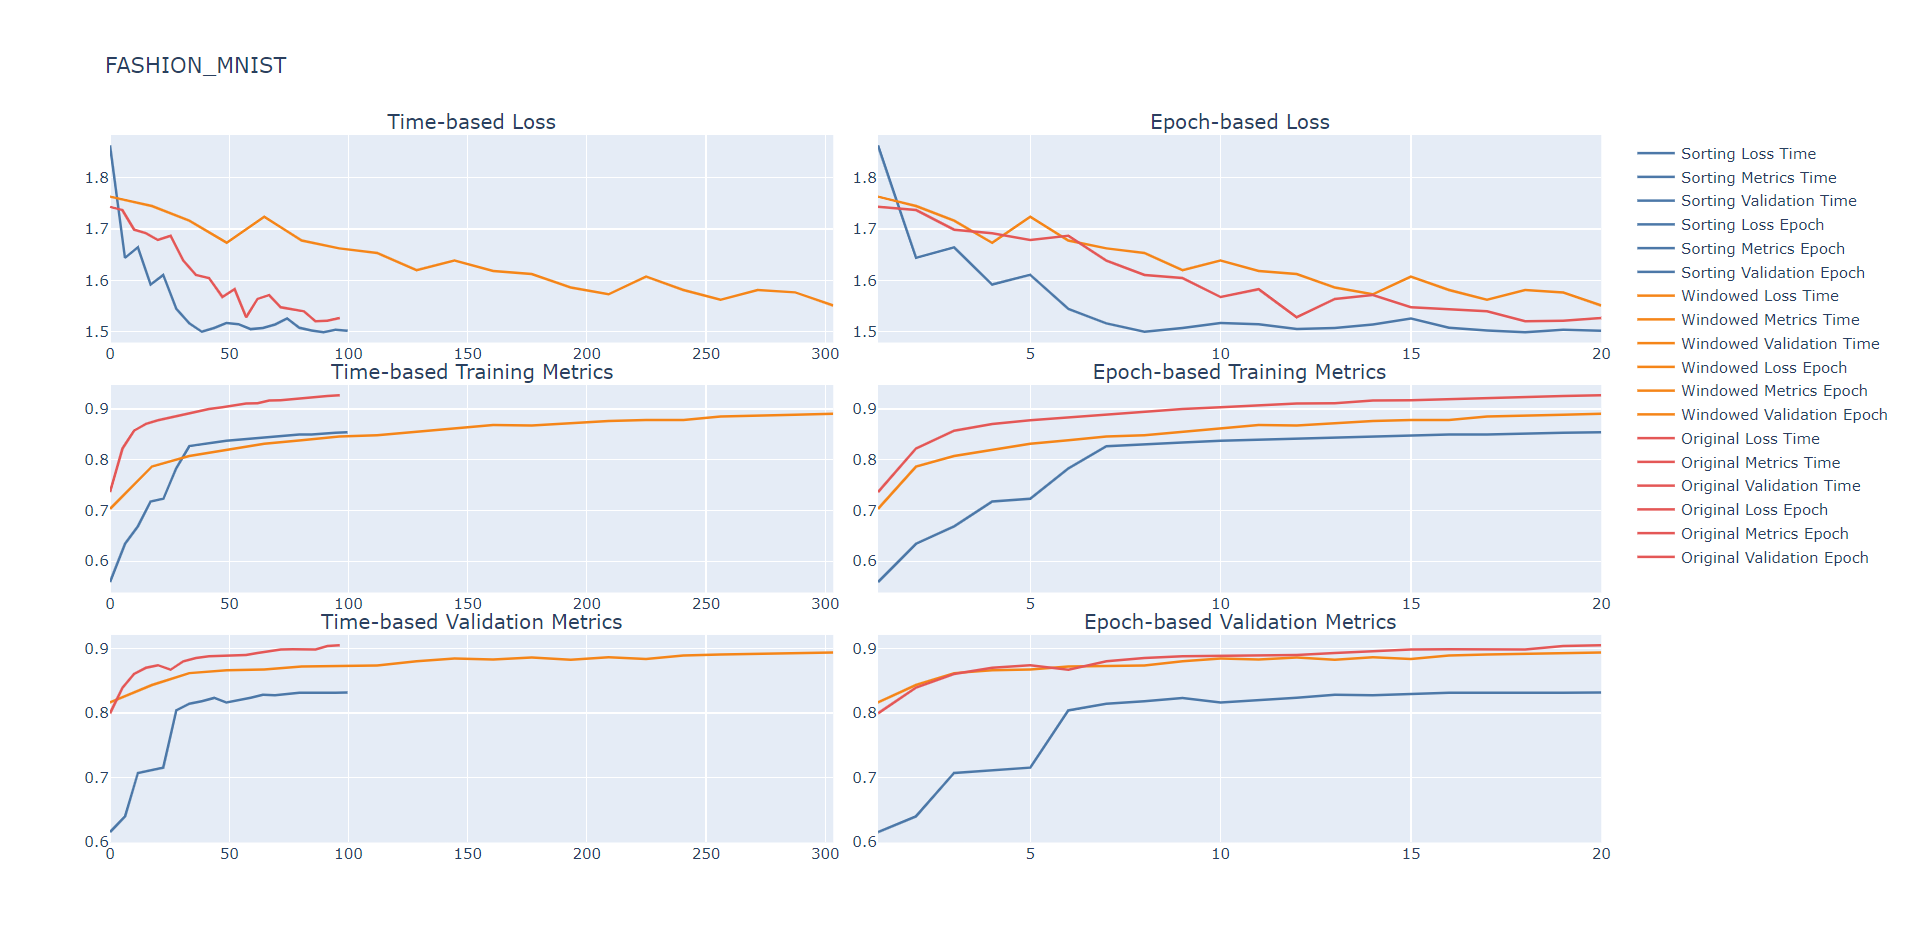 FASHION_MNIST
Time-based Loss
Epoch-based Loss
1.8
1.7
1.6
1.5
0 50 100 150 200 250 300
1.8
1.7
1.6
1.5
5 10 15 20
Time-based Training Metrics
Epoch-based Training Metrics
0.9
0.8
0.7
0.6
0 50 100 150 200 250 300
0.9
0.8
0.7
0.6
5 10 15 20
Time-based Validation Metrics
Epoch-based Validation Metrics
0.9
0.8
0.7
0.6
0 50 100 150 200 250 300
0.9
0.8
0.7
0.6
5 10 15 20
Sorting Loss Time
Sorting Metrics Time
Sorting Validation Time
Sorting Loss Epoch
Sorting Metrics Epoch
Sorting Validation Epoch
Windowed Loss Time
Windowed Metrics Time
Windowed Validation Time
Windowed Loss Epoch
Windowed Metrics Epoch
Windowed Validation Epoch
Original Loss Time
Original Metrics Time
Original Validation Time
Original Loss Epoch
Original Metrics Epoch
Original Validation Epoch